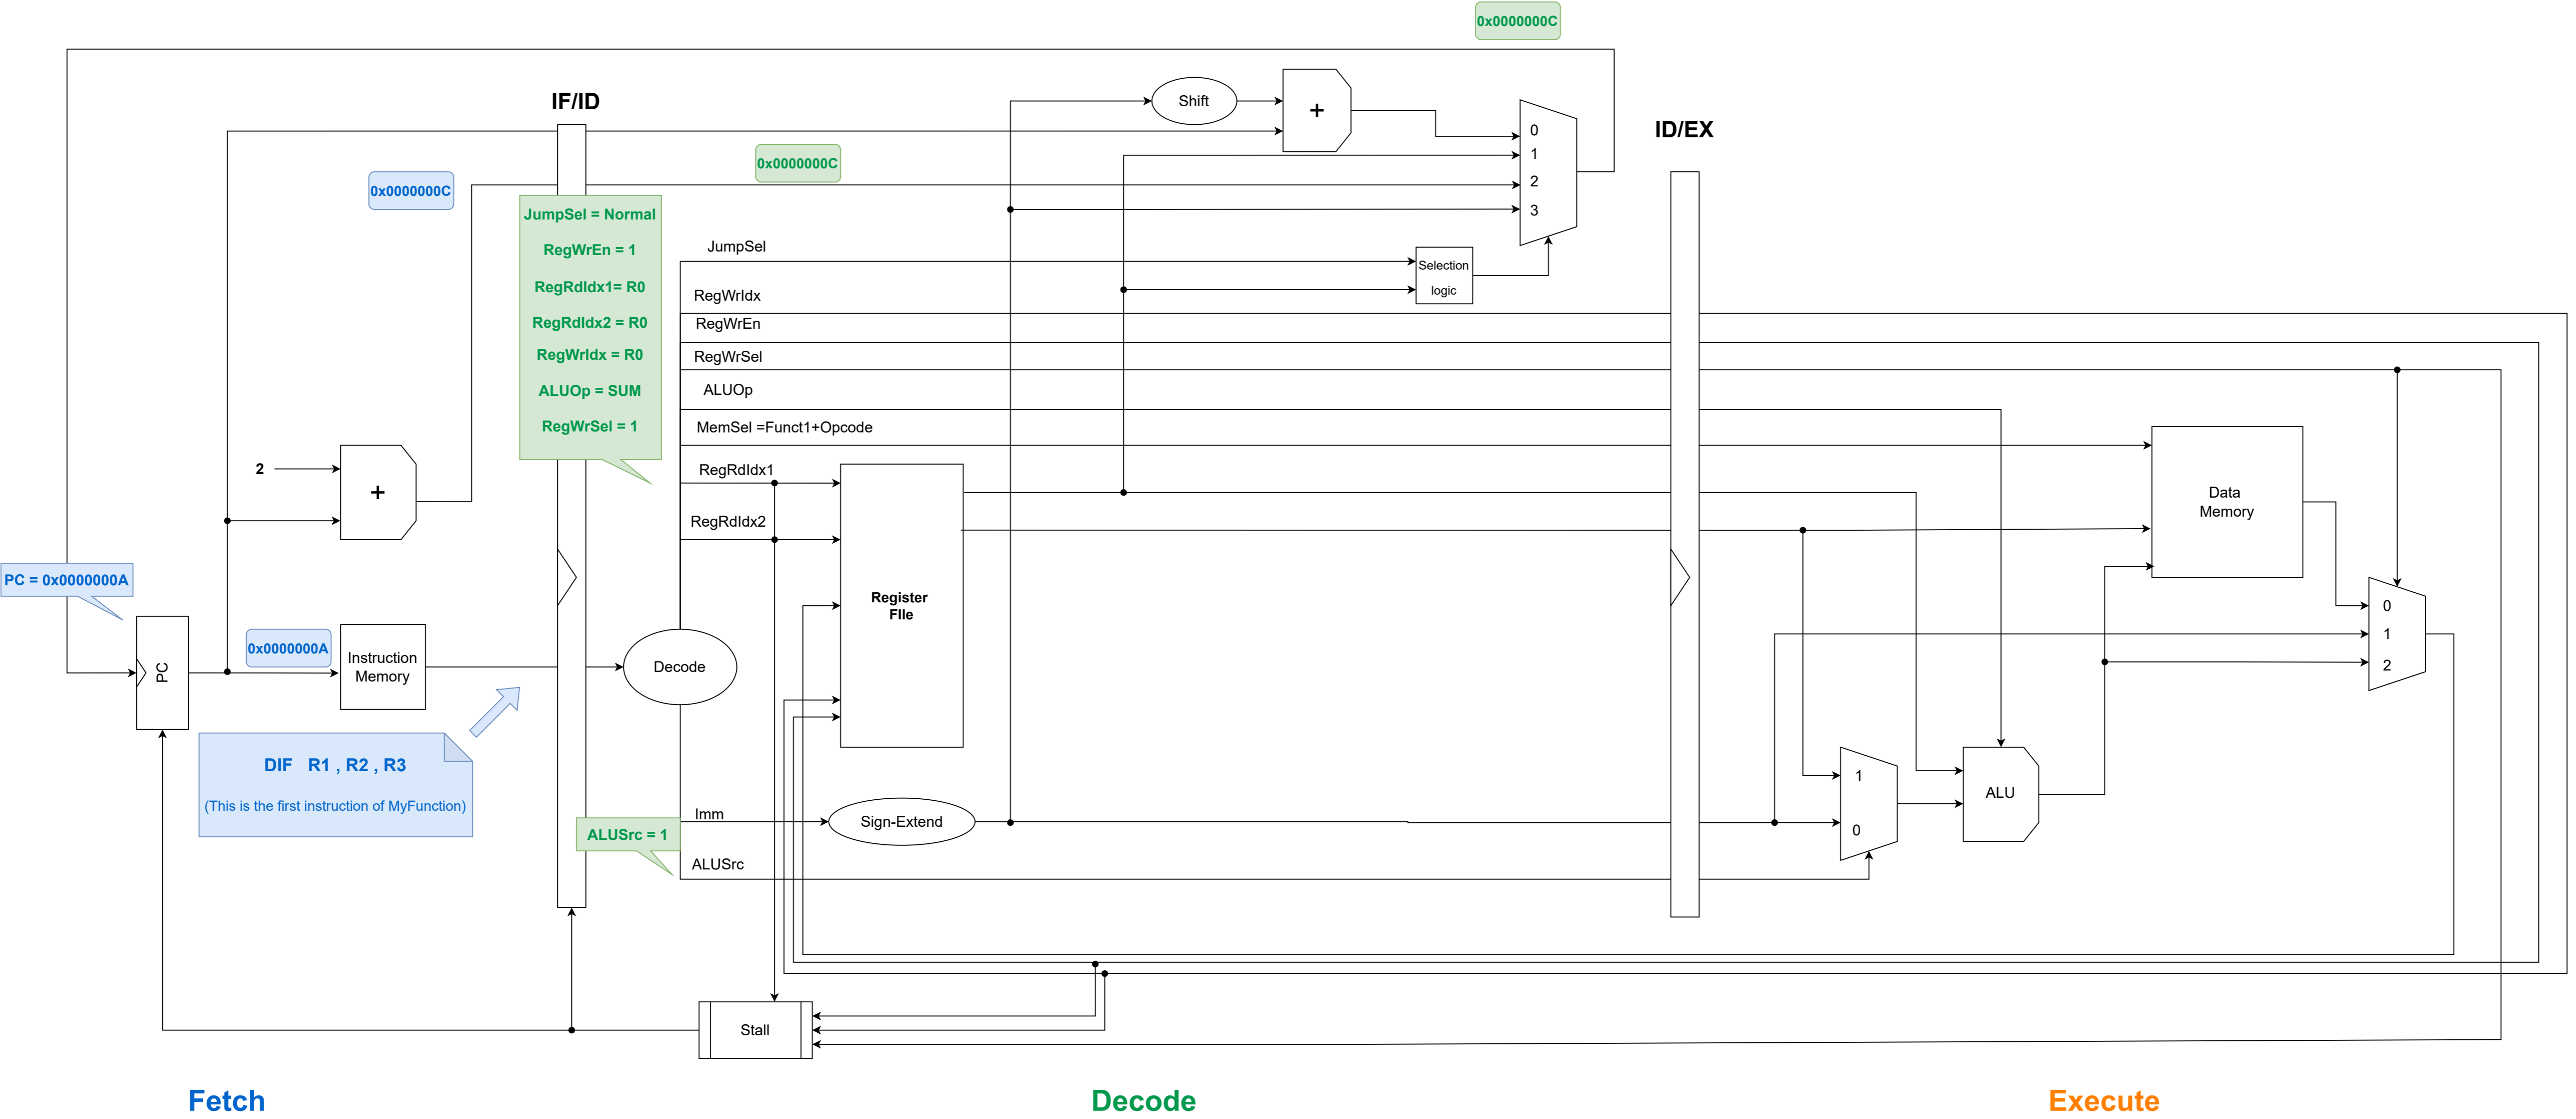 0x0000000C
IF/ID
Shift
+
ID/EX
0
1
2
3
0x0000000C
0x0000000C
JumpSel = Normal
RegWrEn = 1
RegRdIdx1= R0
RegRdIdx2 = R0
RegWrIdx = R0
ALUOp = SUM
RegWrSel = 1
JumpSel
Selection
logic
RegWrIdx
RegWrEn
RegWrSel
ALUOp
MemSel =Funct1+Opcode
RegRdIdx1
RegRdIdx2
2
+
Data
Memory
Register
FIle
PC = 0x0000000A
PC
0x0000000A
Instruction
Memory
Decode
0
1
2
DIF R1 , R2 , R3
(This is the first instruction of MyFunction)
1
0
ALU
Imm
Sign-Extend
ALUSrc = 1
ALUSrc
Stall
Fetch
Decode
Execute